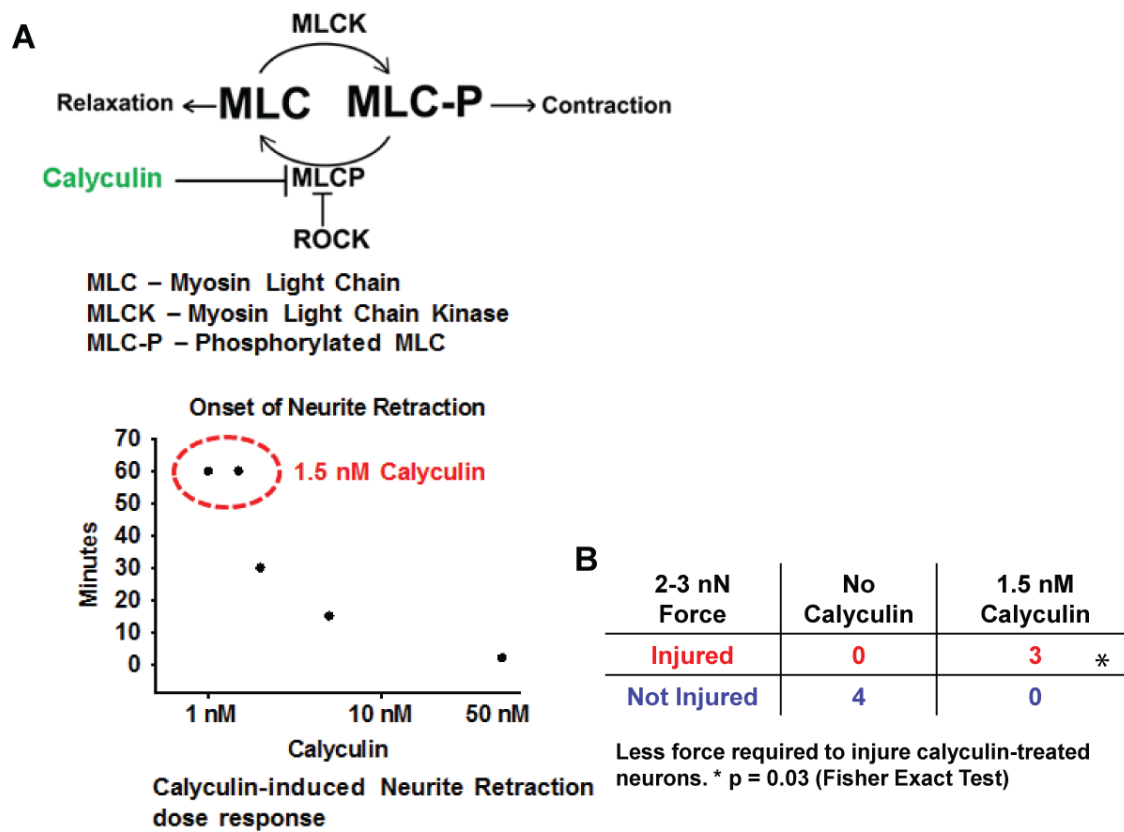 A
MLCK
Relaxation
MLC
MLC-P
Contraction
Calyculin
MLCP
ROCK
MLC – Myosin Light Chain
MLCK – Myosin Light Chain Kinase
MLC-P – Phosphorylated MLC
Onset of Neurite Retraction
70
60
50
40
30
20
10
0
Minutes
1.5 nM Calyculin
1 nM
10 nM
50 nM
Calyculin
Calyculin-induced Neurite Retraction
dose response
B
2-3 nN
Force
No
Calyculin
1.5 nM
Calyculin
Injured 0 3 *
Not Injured 4 0
Less force required to injure calyculin-treated
neurons. * p = 0.03 (Fisher Exact Test)